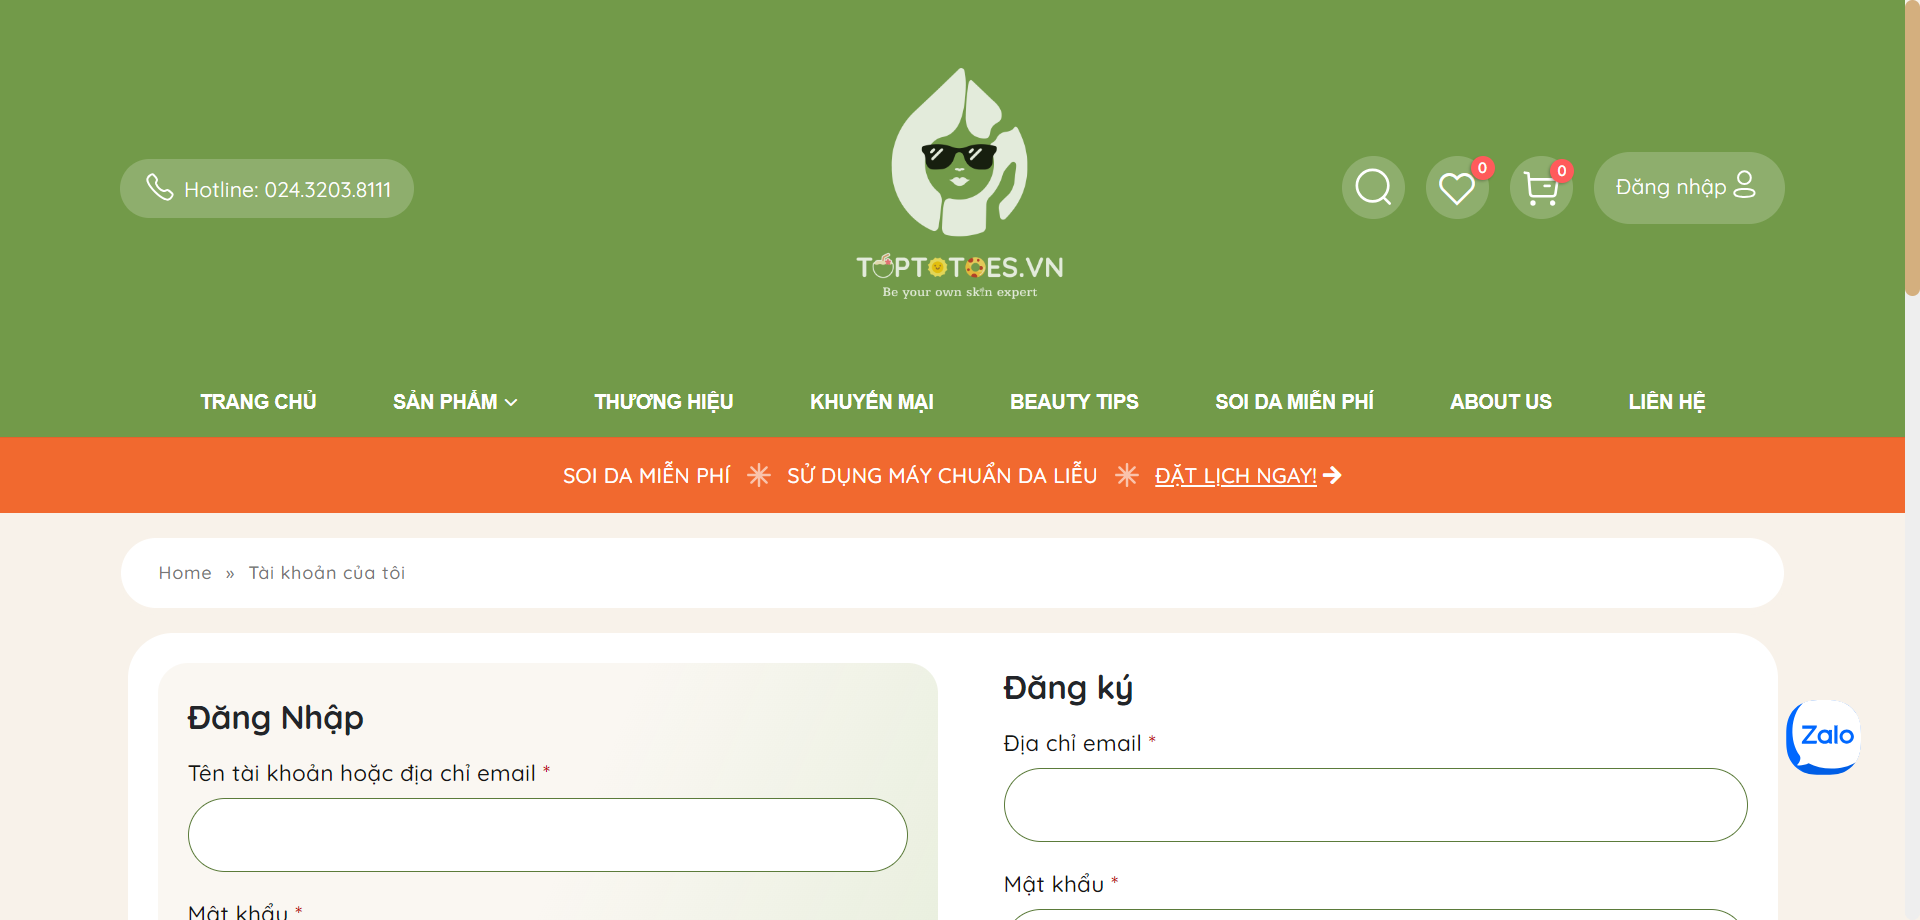 Hotline: 024.3203.8111
TOPTOTOES.VN
Be your own skin expert
0
0
Đăng nhập
TRANG CHỦ
SẢN PHẨM
THƯƠNG HIỆU
KHUYẾN MẠI
BEAUTY TIPS
SOI DA MIỄN PHÍ
ABOUT US
LIÊN HỆ
SOI DA MIỄN PHÍ
SỬ DỤNG MÁY CHUẨN DA LIỄU
ĐẶT LỊCH NGAY!
Home » Tài khoản của tôi
Đăng Nhập
Tên tài khoản hoặc địa chỉ email *
Mật khẩu *
Đăng ký
Địa chỉ email *
Mật khẩu *
Zalo